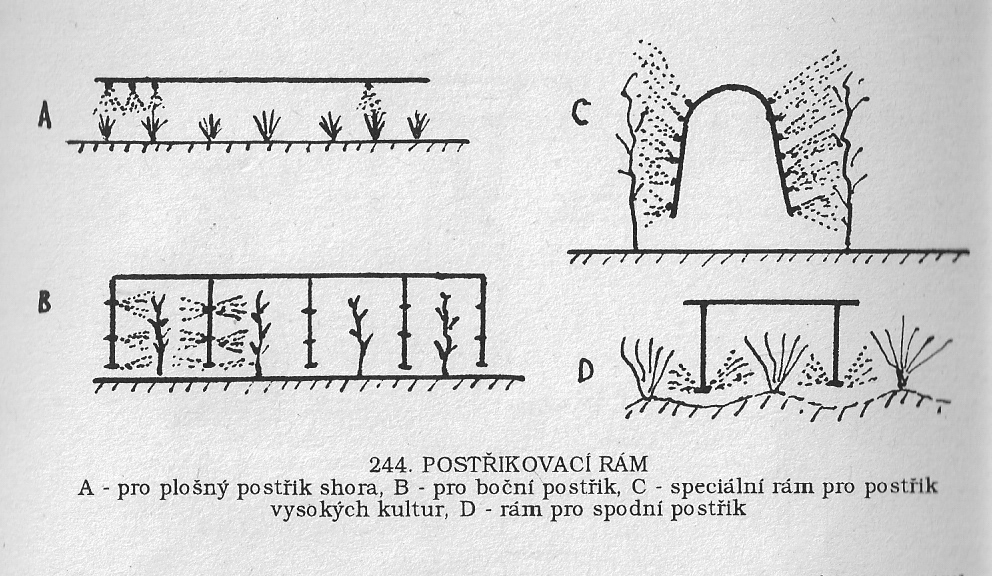 A
C
B
D
244. POSTŘIKOVACÍ RÁM
A - pro plošný postřik shora, B - pro boční postřik, C - speciální rám pro postřik
vysokých kultur, D - rám pro spodní postřik